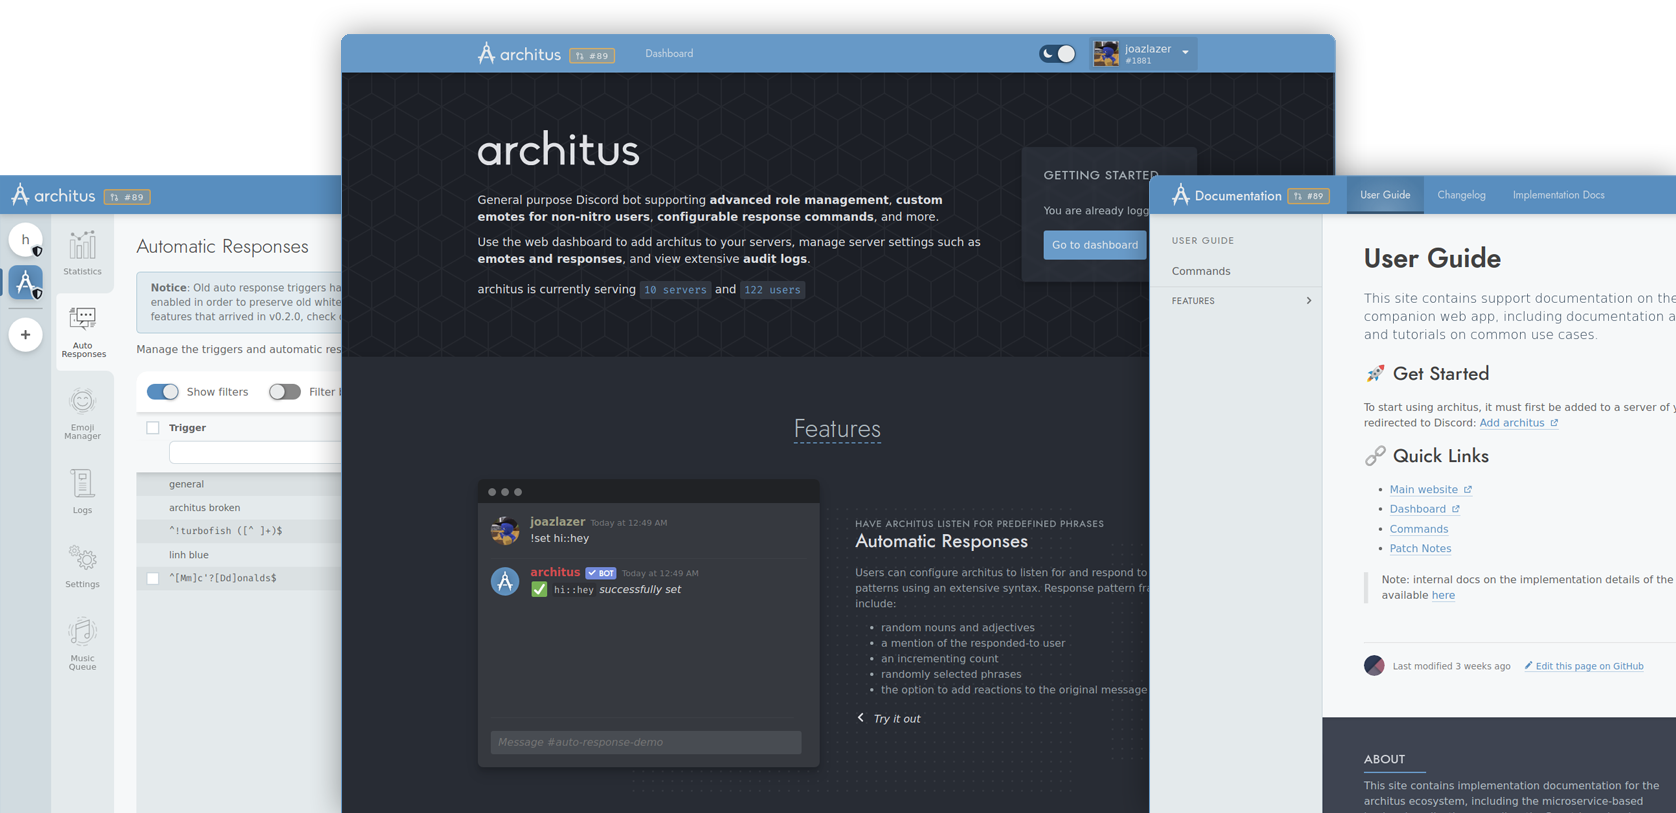 architus #89
h
Statistics
Auto
Responses
Emoji
Manager
Logs
Settings
Music
Queue
Automatic Responses
Notice: Old auto response triggers
enabled in order to preserve old
features that arrived in v0.2.0, check
Manage the triggers and automatic
Show filters
Filter
Trigger
general
architus broken
^!turbofish ([^ ]+)$
linh blue
^[Mm]c'?[Dd]onalds$
architus #89
Dashboard
joazlazer
#1881
architus
General purpose Discord bot supporting advanced role management, custom
emotes for non-nitro users, configurable response commands, and more.
Use the web dashboard to add architus to your servers, manage server settings such as
emotes and responses, and view extensive audit logs.
architus is currently serving 10 servers and 122 users
GETTING STARTED
You are already
Go to dashboard
Features
joazlazer Today at 12:49 AM
!set hi::hey
architus BOT Today at 12:49 AM
hi::hey successfully set
Message #auto-response-demo
HAVE ARCHITUS LISTEN FOR PREDEFINED PHRASES
Automatic Responses
Users can configure architus to listen for and respond to
patterns using an extensive syntax. Response pattern
include:
• random nouns and adjectives
• a mention of the responded-to user
• an incrementing count
• randomly selected phrases
• the option to add reactions to the original message
Try it out
Documentation #89
User Guide
Changelog
Implementation Docs
USER GUIDE
Commands
FEATURES
User Guide
This site contains support documentation on the
companion web app, including documentation
and tutorials on common use cases.
🚀 Get Started
To start using architus, it must first be added to a server of
redirected to Discord: Add architus
🔗 Quick Links
• Main website
• Dashboard
• Commands
• Patch Notes
Note: internal docs on the implementation details of the
available here
Last modified 3 weeks ago
Edit this page on GitHub
ABOUT
This site contains implementation documentation for the
architus ecosystem, including the microservice-based